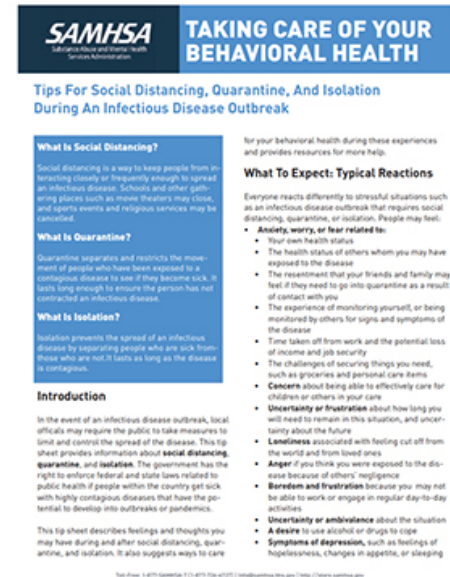 SAMHSA
Substance Abuse and Mental Health
Services Administration
TAKING CARE OF YOUR
BEHAVIORAL HEALTH
Tips For Social Distancing, Quarantine, And Isolation
During An Infectious Disease Outbreak
What Is Social Distancing?
Social distancing is a way to keep people from in-
teracting closely or frequently enough to spread
an infectious disease. Schools and other gath-
ering places such as movie theaters may close,
and sports events and religious services may be
cancelled.
What Is Quarantine?
Quarantine separates and restricts the move-
ment of people who have been exposed to a
contagious disease to see if they become sick. It
lasts long enough to ensure the person has not
contracted an infectious disease.
What Is Isolation?
Isolation prevents the spread of an infectious
disease by separating people who are sick from-
those who are not.It lasts as long as the disease
is contagious.
Introduction
In the event of an infectious disease outbreak, local
officals may require the public to take measures to
limit and control the spread of the disease. This tip
sheet provides information about social distancing,
quarantine, and isolation. The government has the
right to enforce federal and state laws related to
public health if people within the country get sick
with highly contagious diseases that have the po-
tential to develop into outbreaks or pandemics.
This tip sheet describes feelings and thoughts you
may have during and after social distancing, quar-
antine, and isolation. It also suggests ways to care
for your behavioral health during these experiences
and provides resources for more help.
What To Expect: Typical Reactions
Everyone reacts differently to stressful situations such
as an infectious disease outbreak that requires social
distancing, quarantine, or isolation. People may feel:
• Anxiety, worry, or fear related to:
• Your own health status
• The health status of others whom you may have
exposed to the disease
• The resentment that your friends and family may
feel if they need to go into quarantine as a result
of contact with you
• The experience of monitoring yourself, or being
monitored by others for signs and symptoms of
the disease
• Time taken off from work and the potential loss
of income and job security
• The challenges of securing things you need,
such as groceries and personal care items
• Concern about being able to effectively care for
children or others in your care
• Uncertainty or frustration about how long you
will need to remain in this situation, and uncer-
tainty about the future
• Loneliness associated with feeling cut off from
the world and from loved ones
• Anger if you think you were exposed to the dis-
ease because of others' negligence
• Boredom and frustration because you may not
be able to work or engage in regular day-to-day
activities
• Uncertainty or ambivalence about the situation
• A desire to use alcohol or drugs to cope
• Symptoms of depression, such as feelings of
hopelessness, changes in appetite, or sleeping
Toll-Free: 1-877-SAMHSA-7 (1-877-726-4727) | info@samhsa.hhs.gov | http://store.samhsa.gov